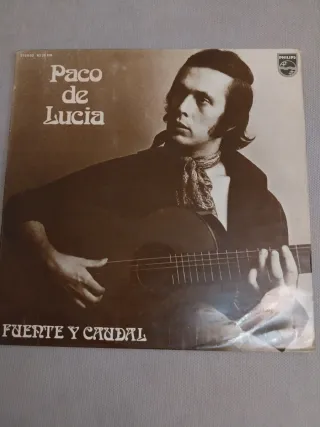 PHILIPS
Paco
de
Lucia
FUENTE Y CAUDAL